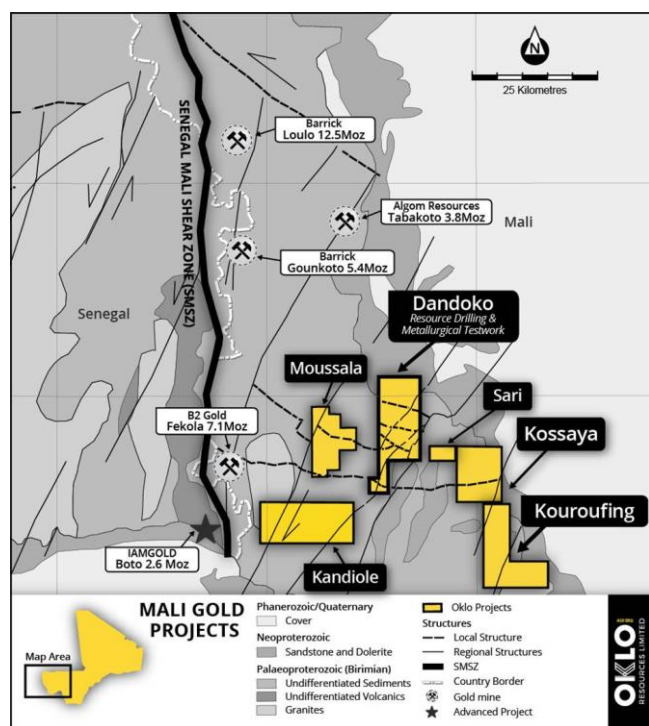 N
25 Kilometres
SENEGAL MALI SHEAR ZONE (SMSZ)
Barrick
Loulo 12.5Moz
Algom Resources
Tabakoto 3.8Moz
Mali
Barrick
Gounkoto 5.4Moz
Senegal
Dandoko
Resource Drilling &
Metallurgical Testwork
Moussala
Sari
B2 Gold
Fekola 7.1Moz
Kossaya
Kouroufing
IAMGOLD
Boto 2.6 Moz
Kandiole
MALI GOLD
PROJECTS
Map Area
Phanerozoic/Quaternary
Cover
Neoproterozoic
Sandstone and Dolerite
Palaeoproterozoic (Birimian)
Undifferentiated Sediments
Undifferentiated Volcanics
Granites
Oklo Projects
Structures
Local Structure
Regional Structures
SMSZ
Country Border
Gold mine
Advanced Project
OKLO
RESOURCES LIMITED